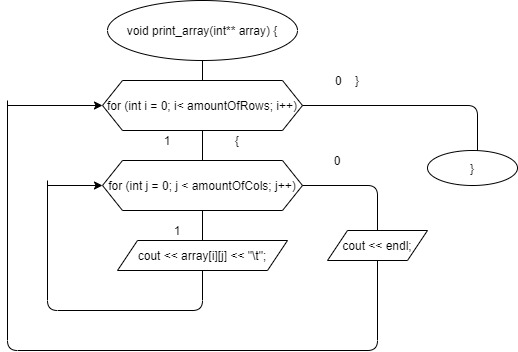 void print_array(int** array) {
0 }
for (int i = 0; i< amountOfRows; i++)
1 {
0
}
for (int j = 0; j < amountOfCols; j++)
1
cout << endl;
cout << array[i][j] << "\t";